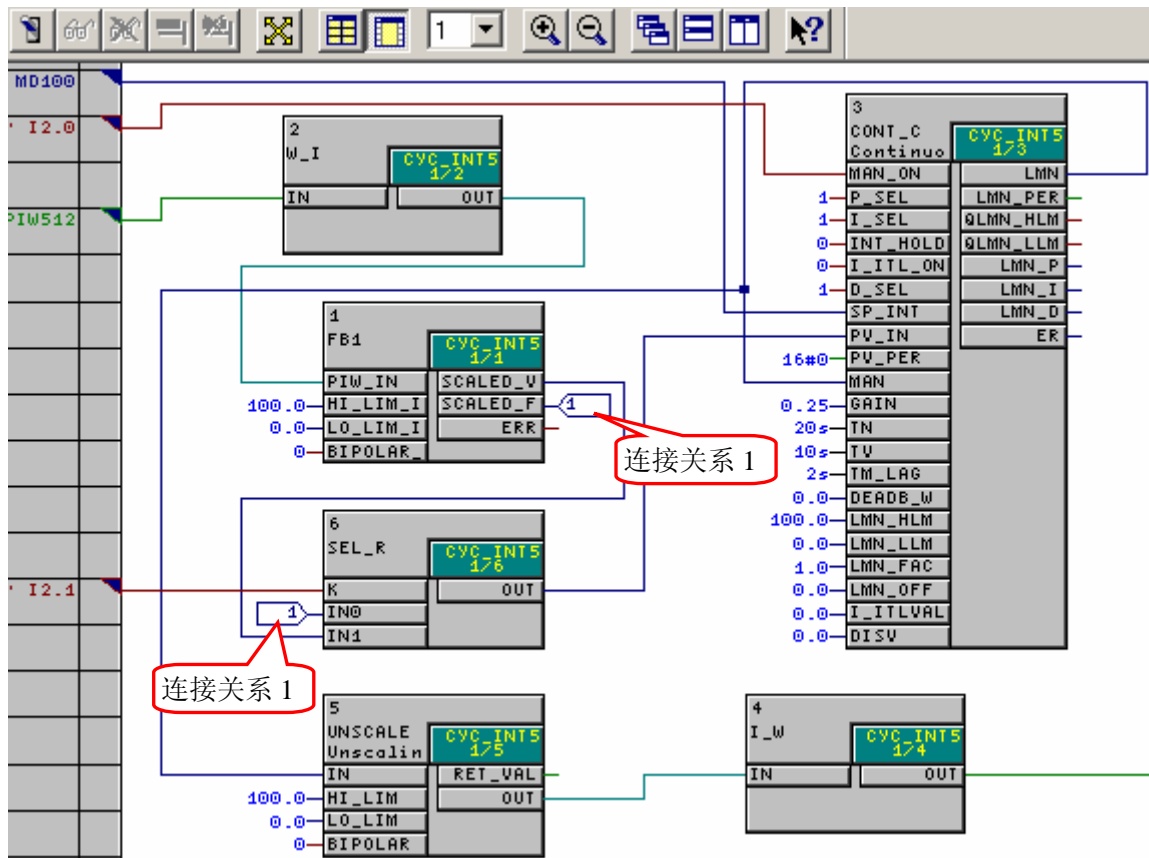 1
MD100
I2.0
PIW512
I2.1
2
W_I
CYC_INT5
1/2
IN OUT
1
FB1
CYC_INT5
1/1
PIW_IN SCALED_V
100.0 HI_LIM_I SCALED_F 1
0.0 LO_LIM_I ERR
0 BIPOLAR_
连接关系 1
6
SEL_R
CYC_INT5
1/6
K OUT
1 IN0
IN1
连接关系 1
5
UNSCALE
Unscalin
CYC_INT5
1/5
IN RET_VAL
100.0 HI_LIM OUT
0.0 LO_LIM
0 BIPOLAR
3
CONT_C
Continuo
CYC_INT5
1/3
MAN_ON LMN
1 P_SEL LMN_PER
1 I_SEL QLMN_HLM
0 INT_HOLD QLMN_LLM
0 I_ITL_ON LMN_P
1 D_SEL LMN_I
SP_INT LMN_D
PV_IN ER
16#0 PV_PER
MAN
0.25 GAIN
20s TN
10s TV
2s TM_LAG
0.0 DEADB_W
100.0 LMN_HLM
0.0 LMN_LLM
1.0 LMN_FAC
0.0 LMN_OFF
0.0 I_ITLVAL
0.0 DISV
4
I_W
CYC_INT5
1/4
IN OUT